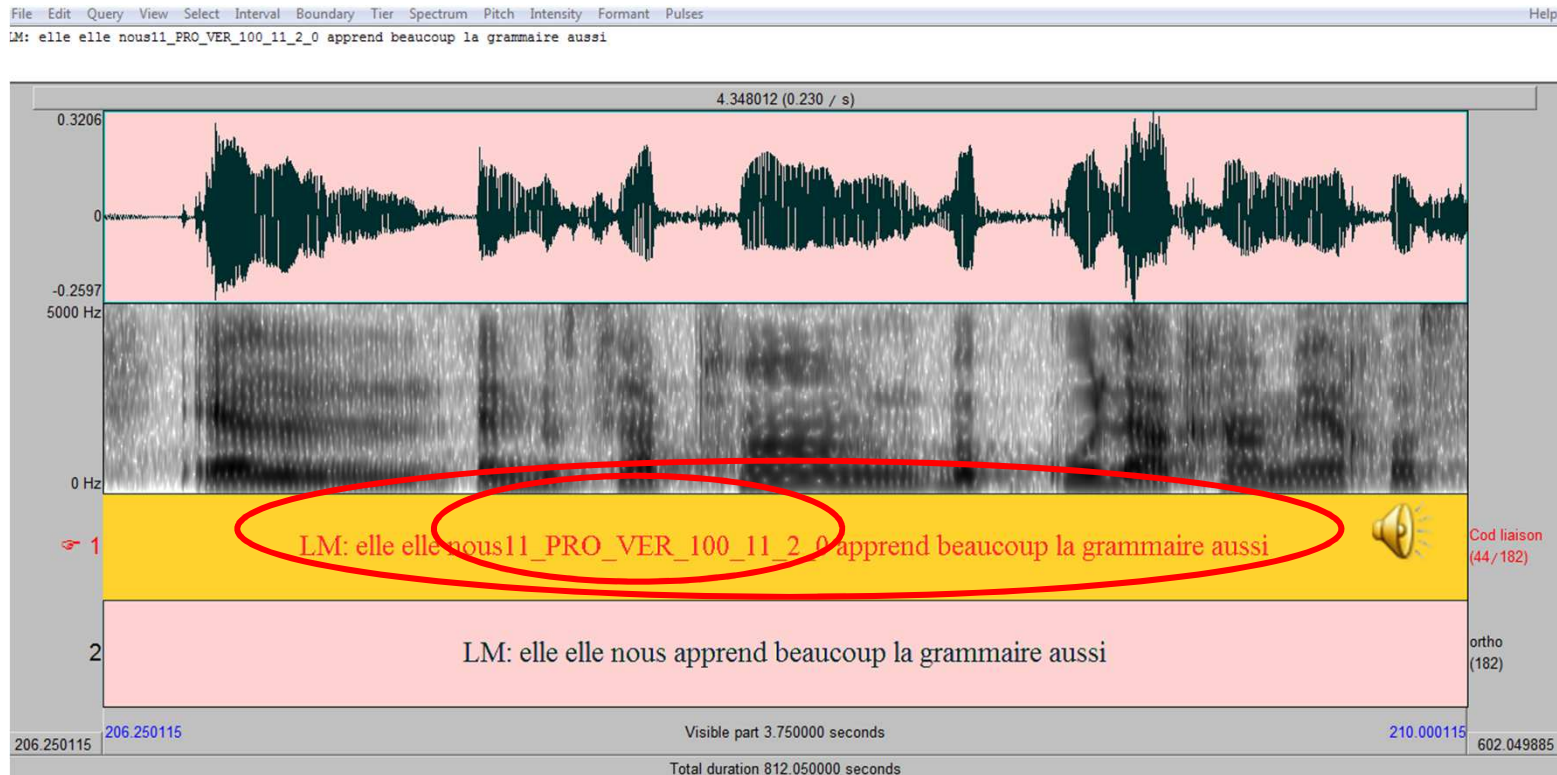 File Edit Query View Select Interval Boundary Tier Spectrum Pitch Intensity Formant Pulses Help
LM: elle elle nous11_PRO_VER_100_11_2_0 apprend beaucoup la grammaire aussi
4.348012 (0.230 / s)
0.3206
0
-0.2597
5000 Hz
0 Hz
☞ 1
LM: elle elle nous11_PRO_VER_100_11_2_0 apprend beaucoup la grammaire aussi
Cod liaison
(44/182)
2
LM: elle elle nous apprend beaucoup la grammaire aussi
ortho
(182)
206.250115
206.250115
Visible part 3.750000 seconds
210.000115
602.049885
Total duration 812.050000 seconds